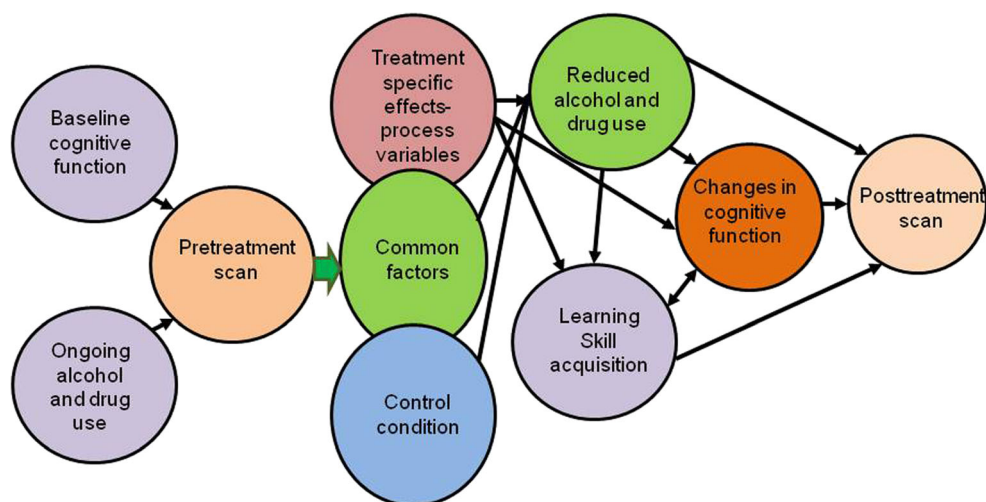 Baseline
cognitive
function
Ongoing
alcohol
and drug
use
Pretreatment
scan
Treatment
specific
effects-
process
variables
Common
factors
Control
condition
Reduced
alcohol and
drug use
Changes in
cognitive
function
Learning
Skill
acquisition
Posttreatment
scan